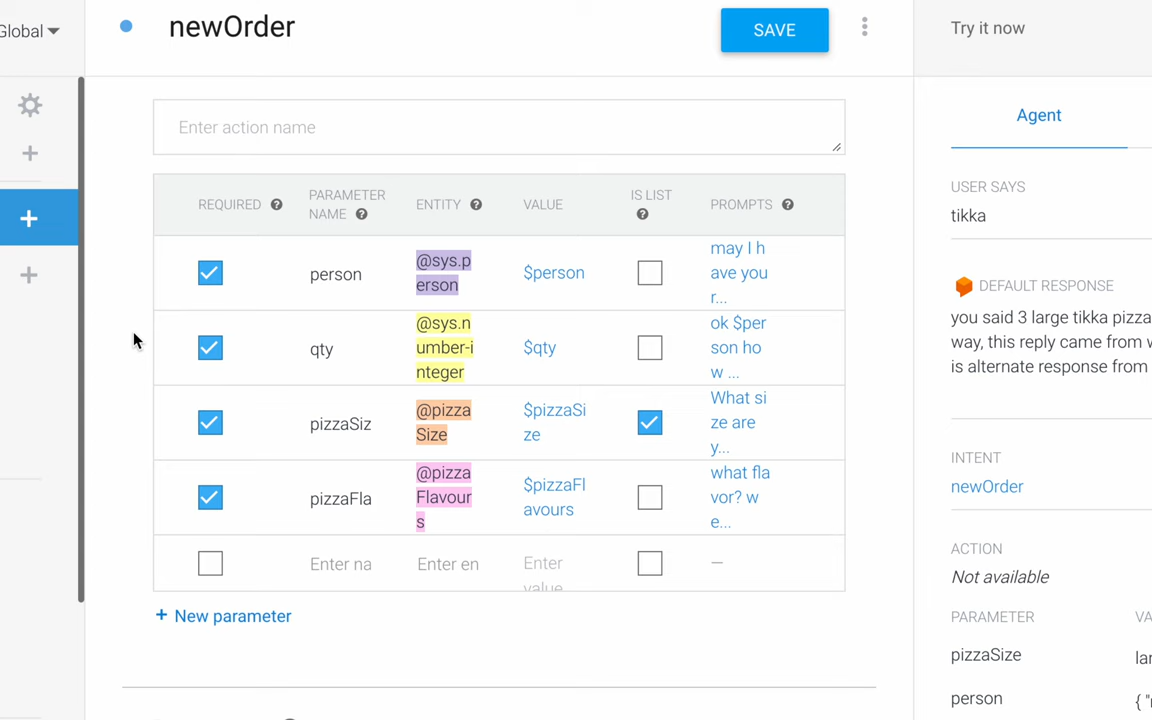 Global
newOrder
SAVE
Try it now
Enter action name
Agent
REQUIRED
PARAMETER
NAME
ENTITY
VALUE
IS LIST
PROMPTS
USER SAYS
tikka
person
@sys.p
erson
$person
may I h
ave you
r...
DEFAULT RESPONSE
you said 3 large tikka pizza
way, this reply came from w
is alternate response from
qty
@sys.n
umber-i
nteger
$qty
ok $per
son ho
w ...
pizzaSiz
@pizza
Size
$pizzaSi
ze
What si
ze are
y...
INTENT
newOrder
pizzaFla
@pizza
Flavour
s
$pizzaFl
avours
what fla
vor? w
e...
ACTION
Not available
Enter na
Enter en
Enter
value
—
+ New parameter
PARAMETER
VA
pizzaSize
lar
person
{ "n